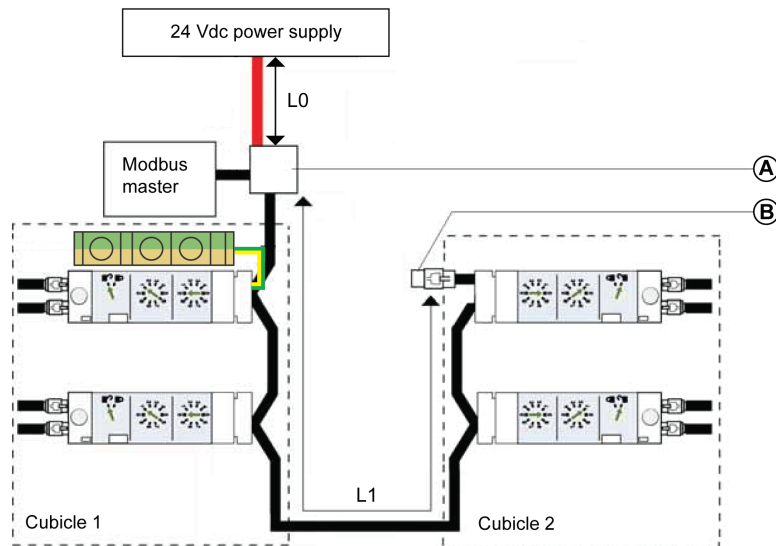 24 Vdc power supply
L0
Modbus
master
A
B
L1
Cubicle 1
Cubicle 2